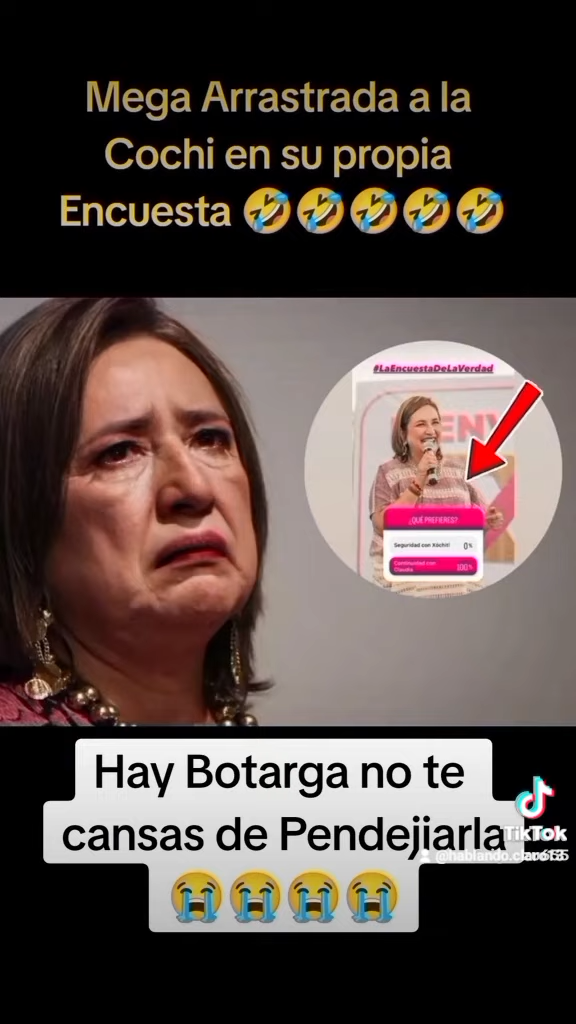 Mega Arrastrada a la
Cochi en su propia
Encuesta 🤣🤣🤣🤣🤣
#LaEncuestaDeLaVerdad
ENV
¿QUÉ PREFIERES?
Seguridad con Xóchitl 0%
Continuidad con
Claudia 100%
Hay Botarga no te
cansas de Pendejiarla
😭😭😭😭
TikTok